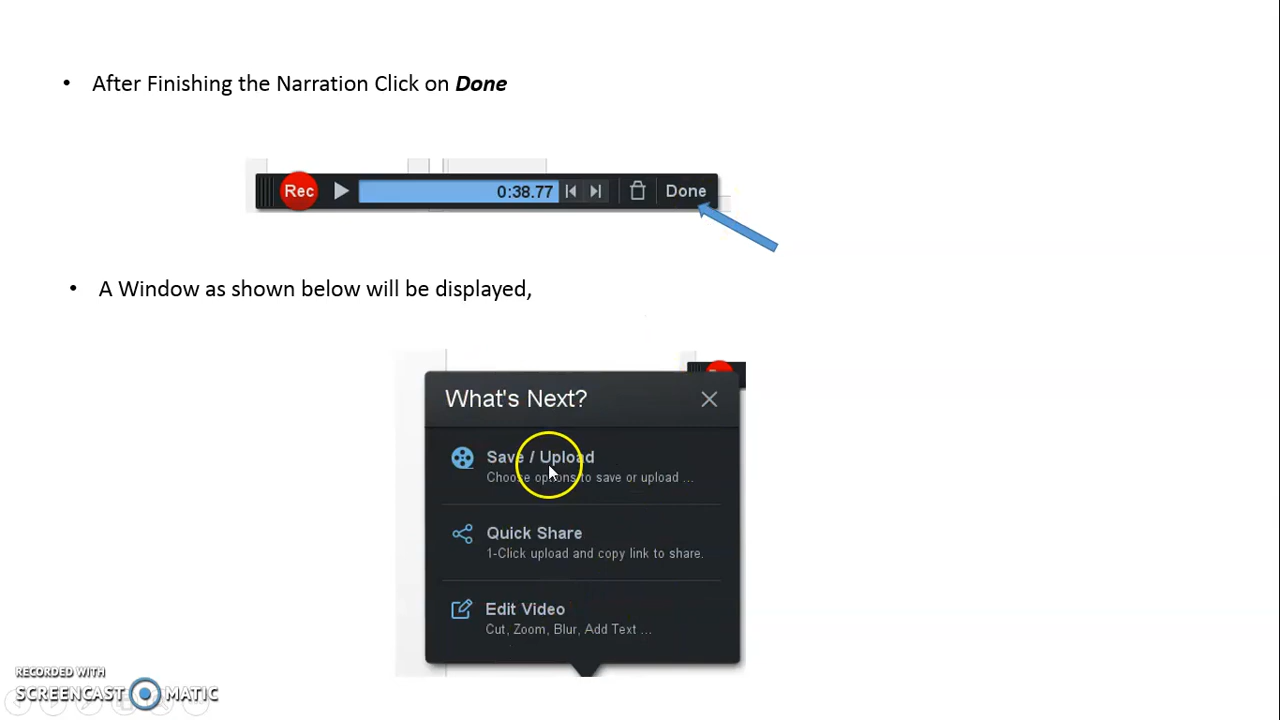 • After Finishing the Narration Click on Done
Rec 0:38.77 Done
• A Window as shown below will be displayed,
What's Next?
Save / Upload
Choose options to save or upload ...
Quick Share
1-Click upload and copy link to share.
Edit Video
Cut, Zoom, Blur, Add Text ...
RECORDED WITH
SCREENCAST MATIC